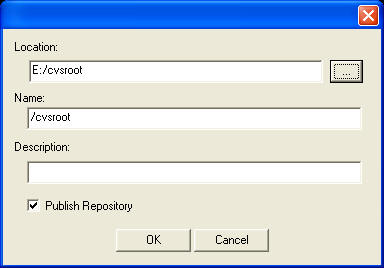 Location:
E:/cvsroot
...
Name:
/cvsroot
Description:
Publish Repository
OK
Cancel